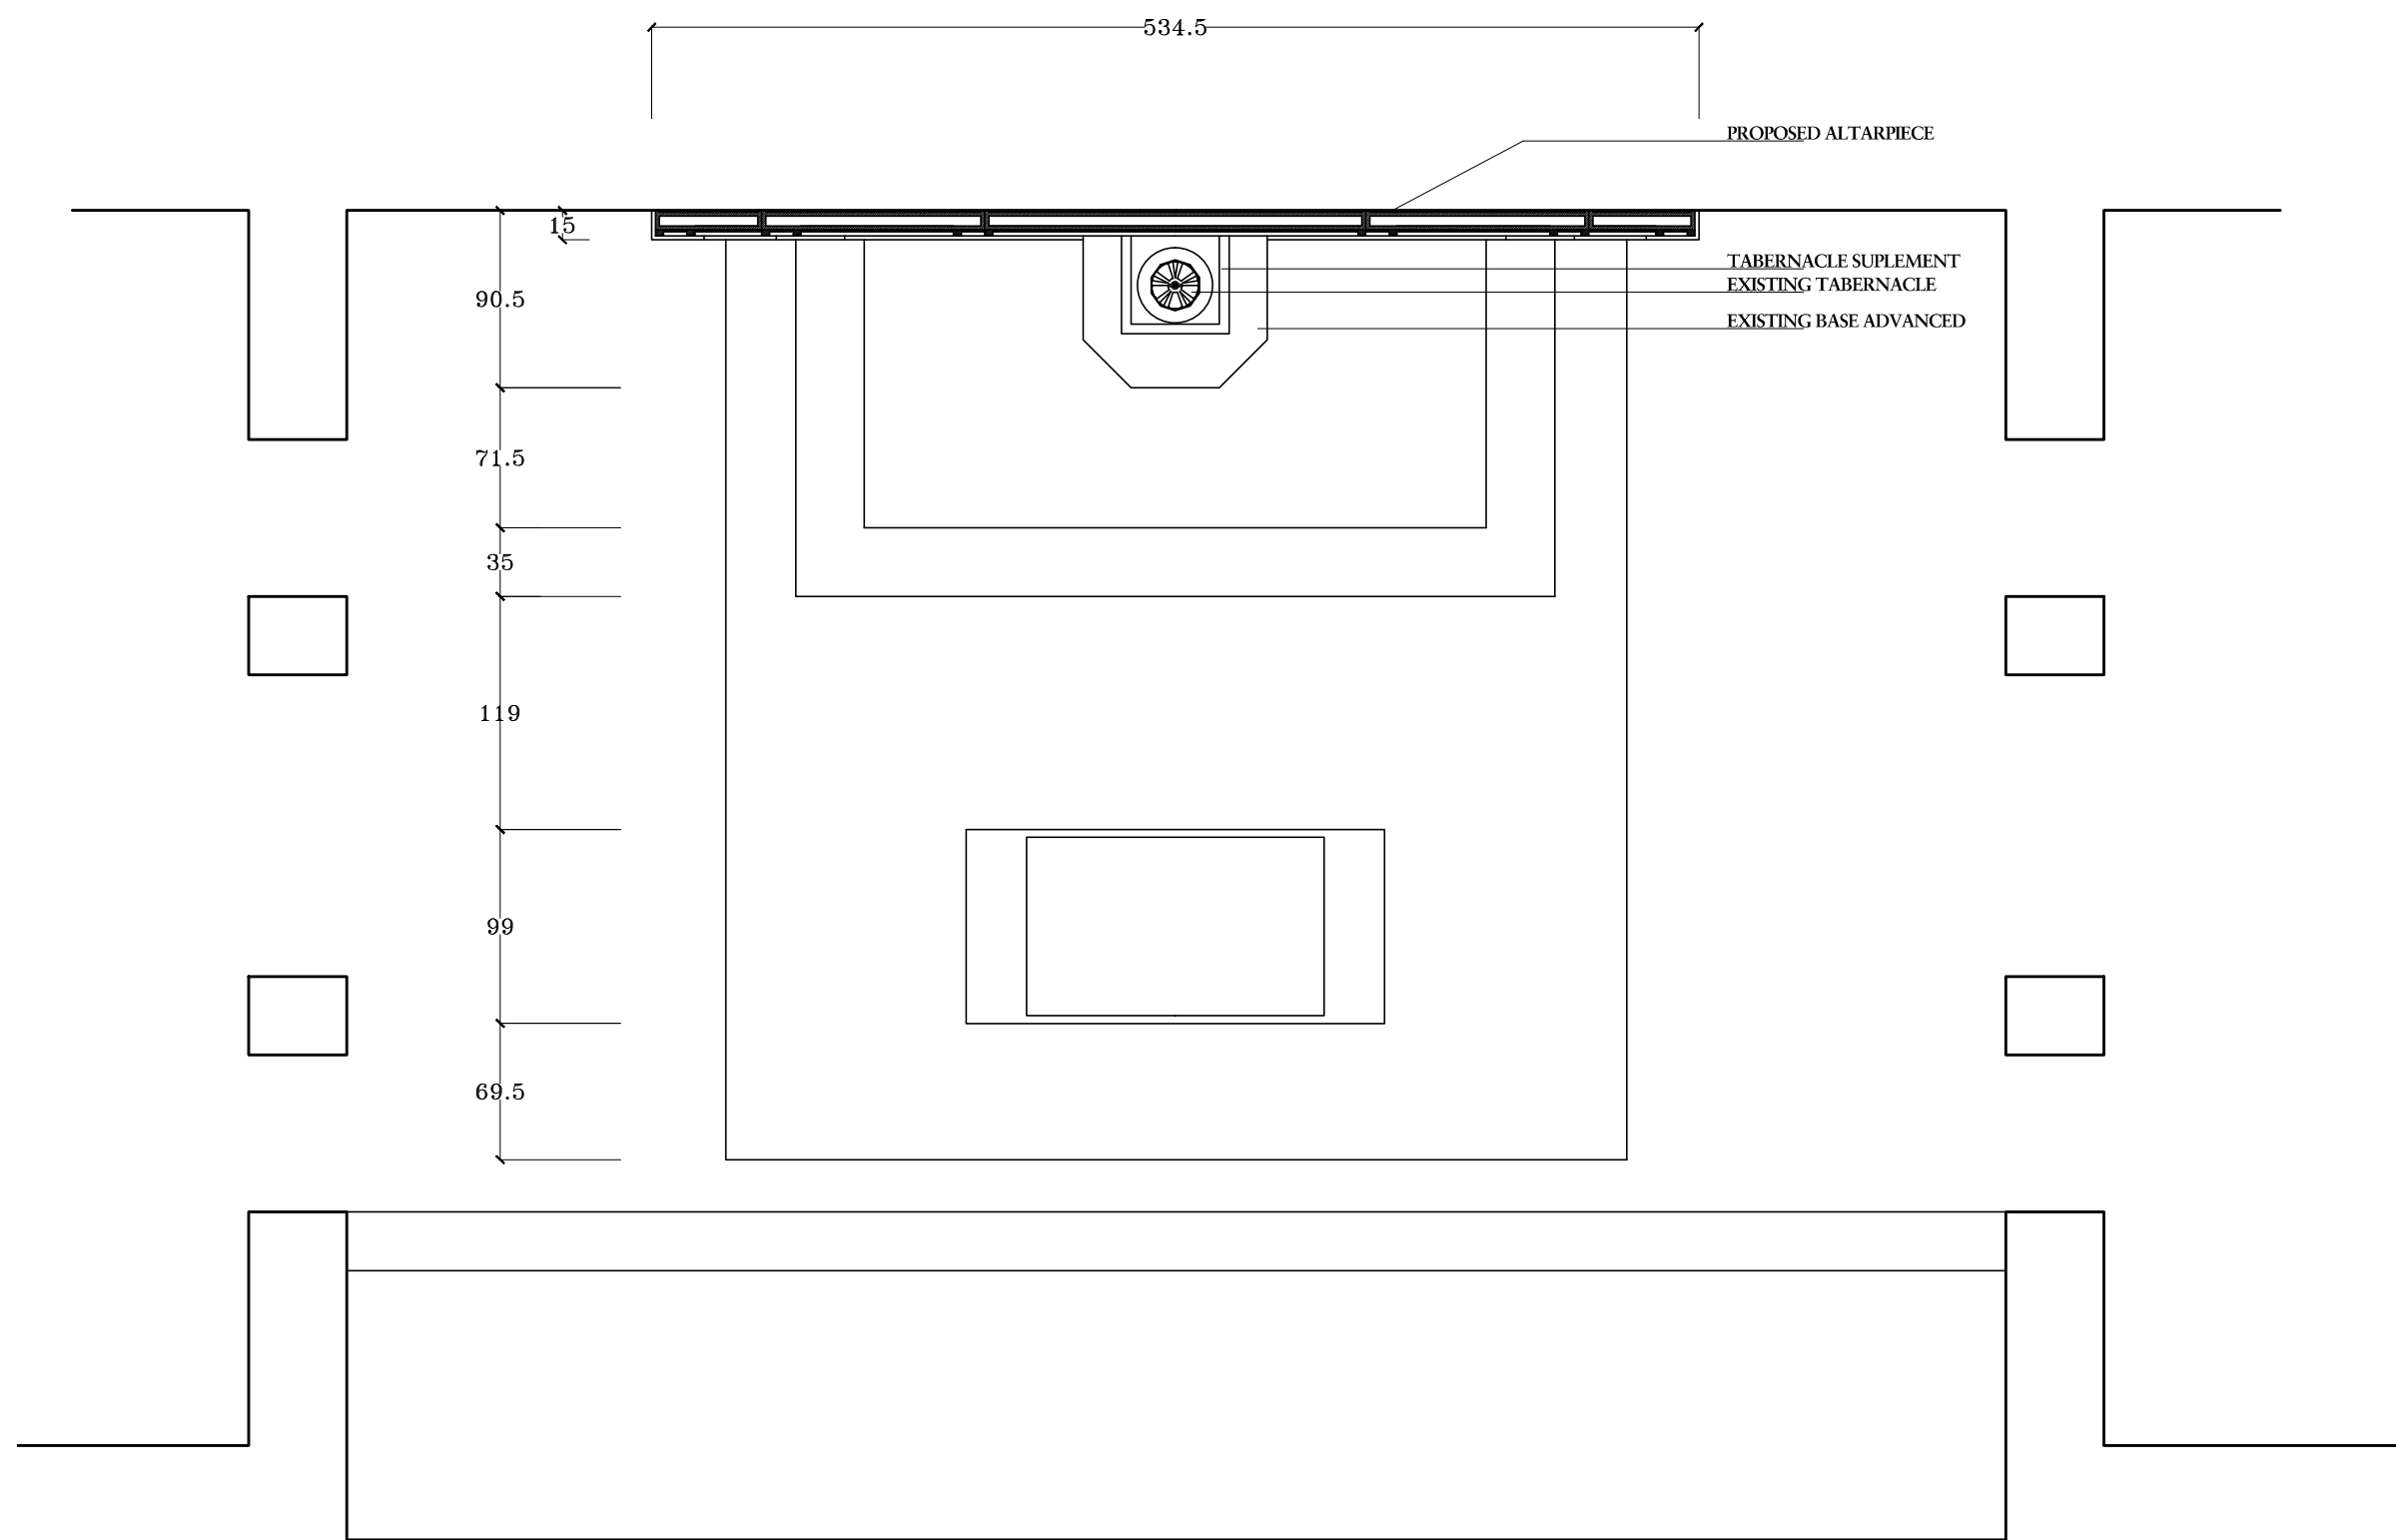 534.5
PROPOSED ALTARPIECE
15
TABERNACLE SUPLEMENT
EXISTING TABERNACLE
90.5
EXISTING BASE ADVANCED
71.5
35
119
99
69.5